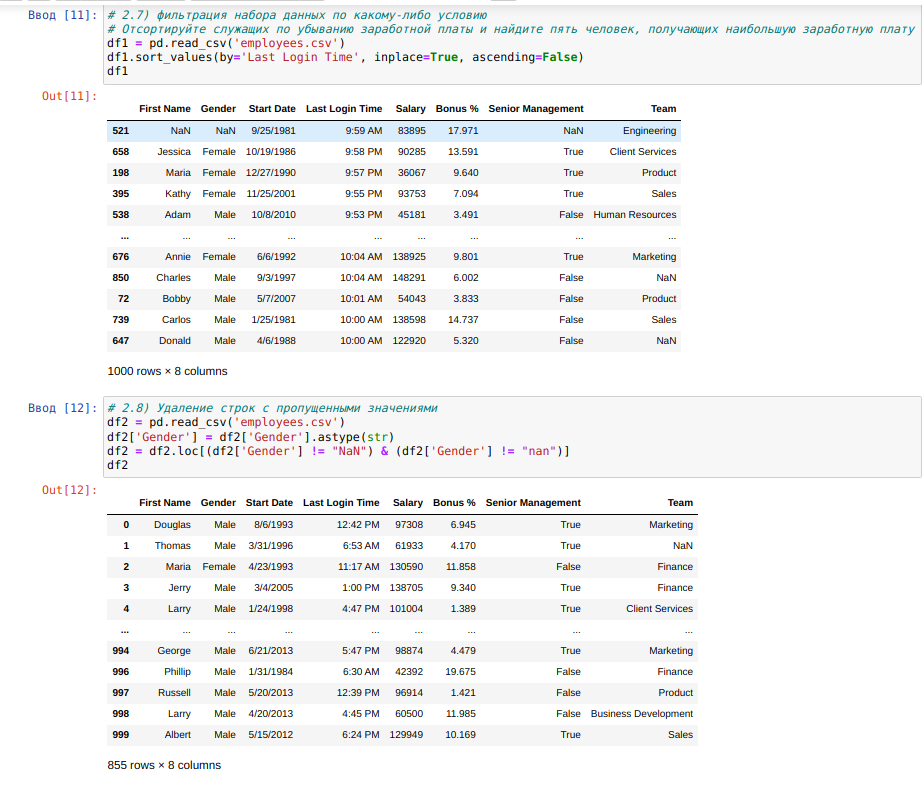 Ввод [11]: # 2.7) фильтрация набора данных по какому-либо условию
# Отсортируйте служащих по убыванию заработной платы и найдите пять человек, получающих наибольшую заработную плату
df1 = pd.read_csv('employees.csv')
df1.sort_values(by='Last Login Time', inplace=True, ascending=False)
df1
Out[11]:
First Name Gender Start Date Last Login Time Salary Bonus % Senior Management Team
521 NaN NaN 9/25/1981 9:59 AM 83895 17.971 NaN Engineering
658 Jessica Female 10/19/1986 9:58 PM 90285 13.591 True Client Services
198 Maria Female 12/27/1990 9:57 PM 36067 9.640 True Product
395 Kathy Female 11/25/2001 9:55 PM 93753 7.094 True Sales
538 Adam Male 10/8/2010 9:53 PM 45181 3.491 False Human Resources
... ... ... ... ... ... ... ... ...
676 Annie Female 6/6/1992 10:04 AM 138925 9.801 True Marketing
850 Charles Male 9/3/1997 10:04 AM 148291 6.002 False NaN
72 Bobby Male 5/7/2007 10:01 AM 54043 3.833 False Product
739 Carlos Male 1/25/1981 10:00 AM 138598 14.737 False Sales
647 Donald Male 4/6/1988 10:00 AM 122920 5.320 False NaN
1000 rows × 8 columns
Ввод [12]: # 2.8) Удаление строк с пропущенными значениями
df2 = pd.read_csv('employees.csv')
df2['Gender'] = df2['Gender'].astype(str)
df2 = df2.loc[(df2['Gender'] != "NaN") & (df2['Gender'] != "nan")]
df2
Out[12]:
First Name Gender Start Date Last Login Time Salary Bonus % Senior Management Team
0 Douglas Male 8/6/1993 12:42 PM 97308 6.945 True Marketing
1 Thomas Male 3/31/1996 6:53 AM 61933 4.170 True NaN
2 Maria Female 4/23/1993 11:17 AM 130590 11.858 False Finance
3 Jerry Male 3/4/2005 1:00 PM 138705 9.340 True Finance
4 Larry Male 1/24/1998 4:47 PM 101004 1.389 True Client Services
... ... ... ... ... ... ... ... ...
994 George Male 6/21/2013 5:47 PM 98874 4.479 True Marketing
996 Phillip Male 1/31/1984 6:30 AM 42392 19.675 False Finance
997 Russell Male 5/20/2013 12:39 PM 96914 1.421 False Product
998 Larry Male 4/20/2013 4:45 PM 60500 11.985 False Business Development
999 Albert Male 5/15/2012 6:24 PM 129949 10.169 True Sales
855 rows × 8 columns